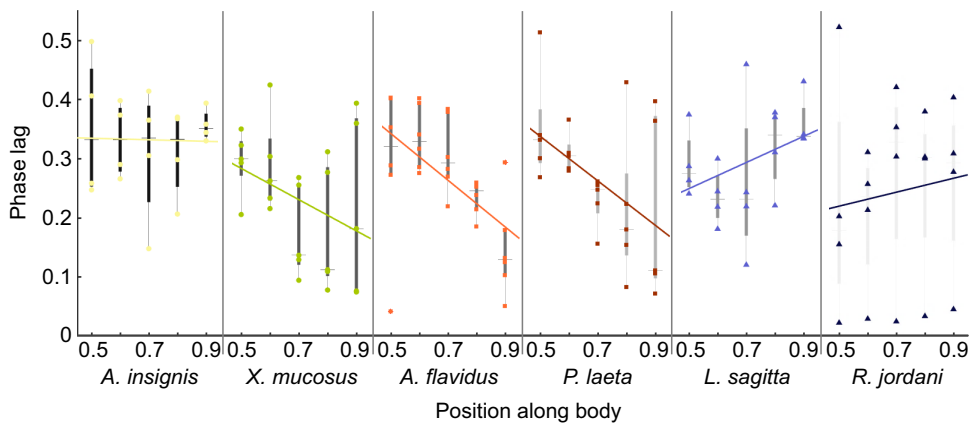 Phase lag
0.5
0.4
0.3
0.2
0.1
0
0.5 0.7 0.9 0.5 0.7 0.9 0.5 0.7 0.9 0.5 0.7 0.9 0.5 0.7 0.9 0.5 0.7 0.9
A. insignis X. mucosus A. flavidus P. laeta L. sagitta R. jordani
Position along body